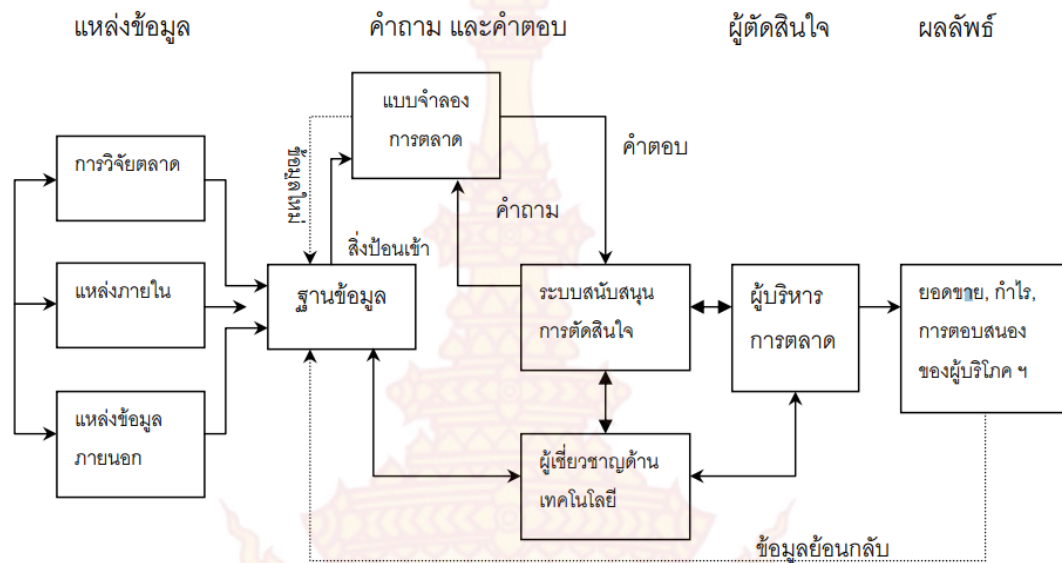 แหล่งข้อมูล
คำถาม และคำตอบ
ผู้ตัดสินใจ
ผลลัพธ์
แบบจำลอง
การตลาด
การวิจัยตลาด
คำตอบ
ข้อมูลใหม่
คำถาม
สิ่งป้อนเข้า
แหล่งภายใน
ฐานข้อมูล
ระบบสนับสนุน
การตัดสินใจ
ผู้บริหาร
การตลาด
ยอดขาย, กำไร,
การตอบสนอง
ของผู้บริโภค ฯ
แหล่งข้อมูล
ภายนอก
ผู้เชี่ยวชาญด้าน
เทคโนโลยี
ข้อมูลย้อนกลับ